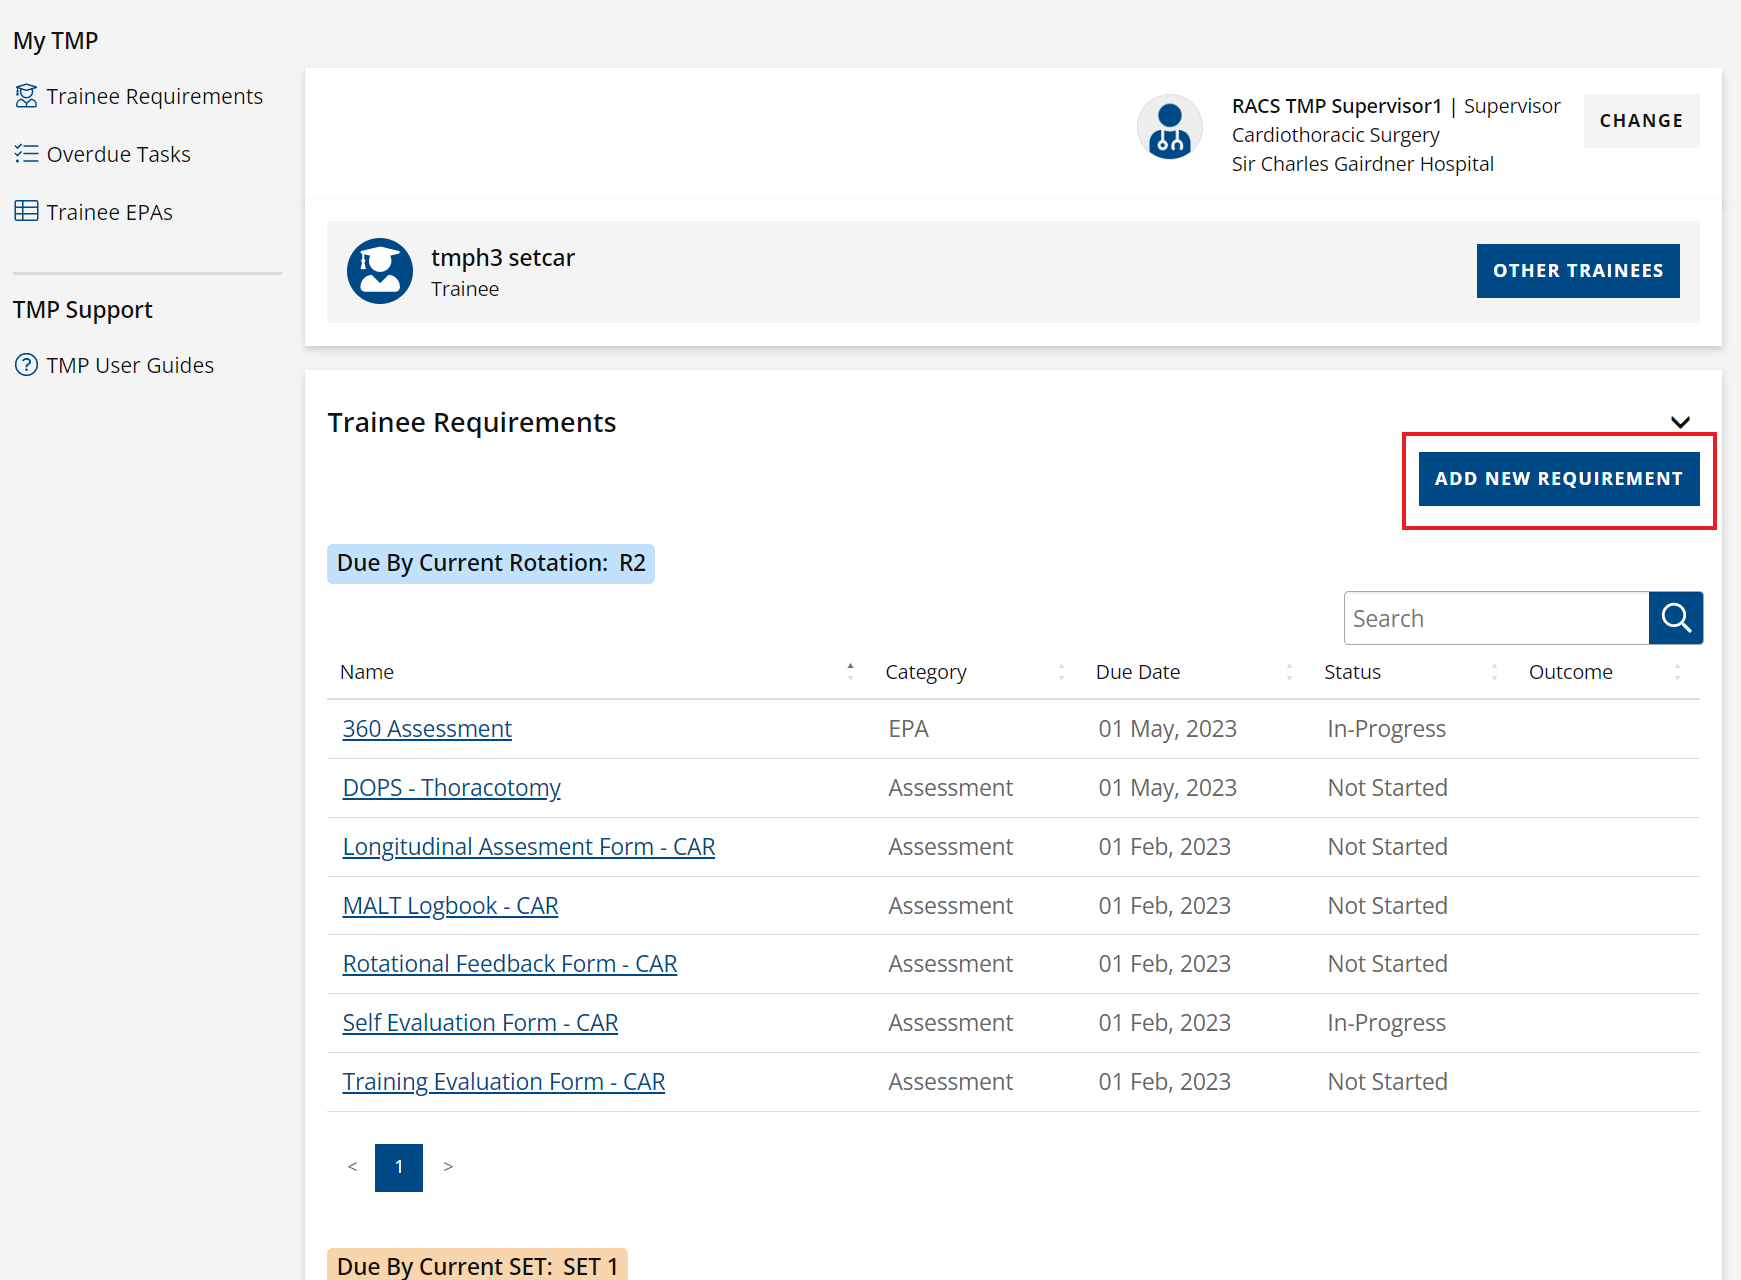 My TMP
Trainee Requirements
Overdue Tasks
Trainee EPAs
TMP Support
TMP User Guides
RACS TMP Supervisor1 | Supervisor
Cardiothoracic Surgery
Sir Charles Gairdner Hospital
CHANGE
tmph3 setcar
Trainee
OTHER TRAINEES
Trainee Requirements
ADD NEW REQUIREMENT
Due By Current Rotation: R2
Search
Name Category Due Date Status Outcome
360 Assessment EPA 01 May, 2023 In-Progress
DOPS - Thoracotomy Assessment 01 May, 2023 Not Started
Longitudinal Assesment Form - CAR Assessment 01 Feb, 2023 Not Started
MALT Logbook - CAR Assessment 01 Feb, 2023 Not Started
Rotational Feedback Form - CAR Assessment 01 Feb, 2023 Not Started
Self Evaluation Form - CAR Assessment 01 Feb, 2023 In-Progress
Training Evaluation Form - CAR Assessment 01 Feb, 2023 Not Started
< 1 >
Due By Current SET: SET 1